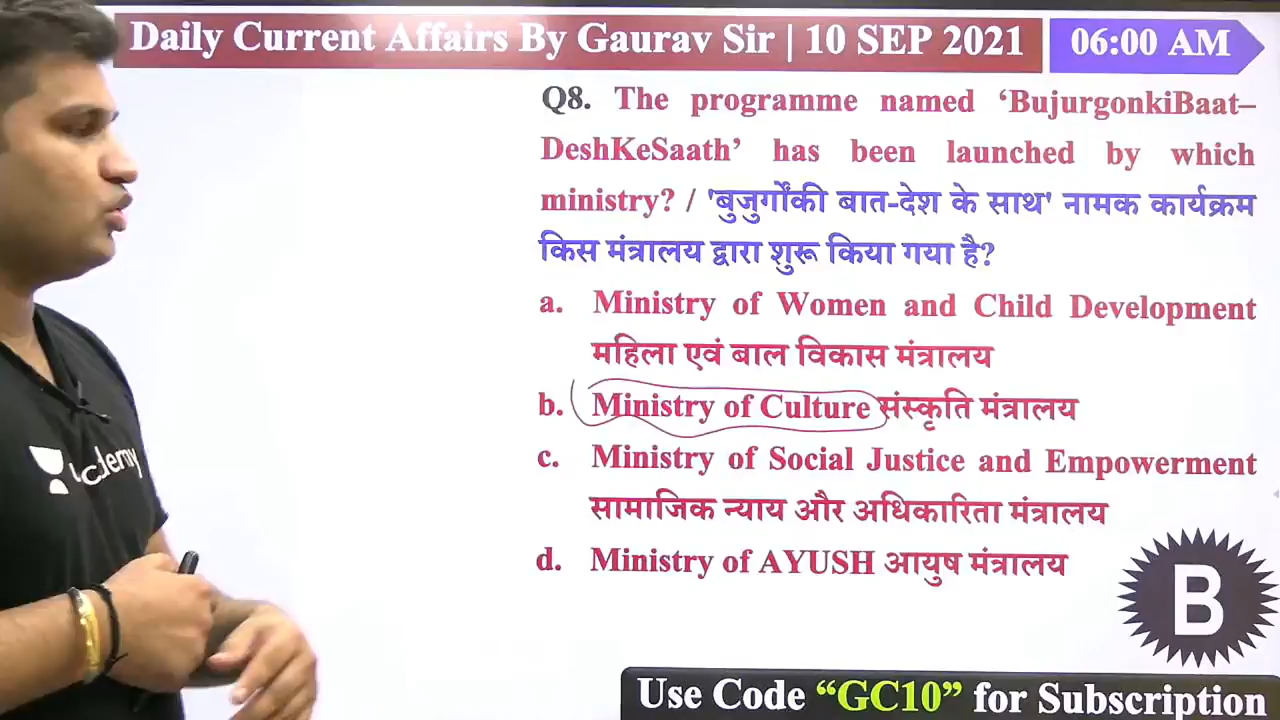 Daily Current Affairs By Gaurav Sir | 10 SEP 2021
06:00 AM
Q8. The programme named ‘BujurgonkiBaat–
DeshKeSaath’ has been launched by which
ministry? / 'बुजुर्गोंकी बात-देश के साथ' नामक कार्यक्रम
किस मंत्रालय द्वारा शुरू किया गया है?
a. Ministry of Women and Child Development
महिला एवं बाल विकास मंत्रालय
b. Ministry of Culture संस्कृति मंत्रालय
c. Ministry of Social Justice and Empowerment
सामाजिक न्याय और अधिकारिता मंत्रालय
d. Ministry of AYUSH आयुष मंत्रालय
B
unacademy
Use Code “GC10” for Subscription